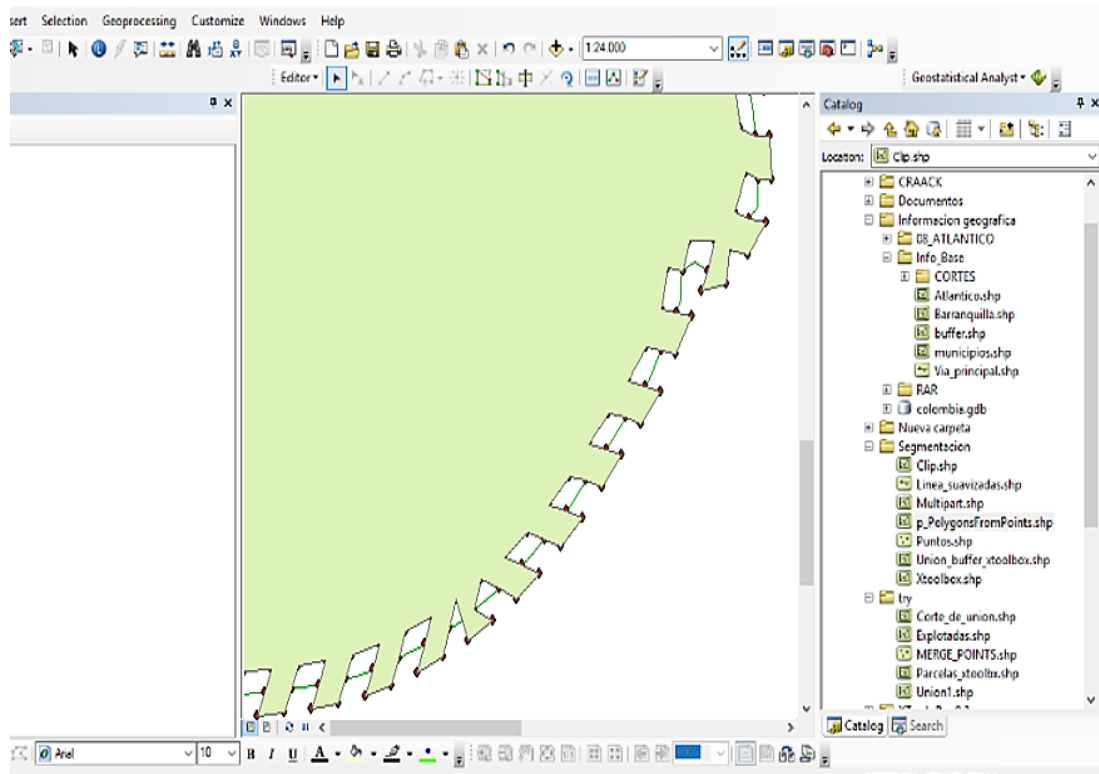 sert Selection Geoprocessing Customize Windows Help
1:24.000
Editor
Geostatistical Analyst
Catalog
Location: Clip.shp
CRAACK
Documentos
Informacion geografica
08_ATLANTICO
Info_Base
CORTES
Atlantico.shp
Barranquilla.shp
buffer.shp
municipios.shp
Via_principal.shp
RAR
colombia.gdb
Nueva carpeta
Segmentacion
Clip.shp
Linea_suavizadas.shp
Multipart.shp
p_PolygonsFromPoints.shp
Puntos.shp
Union_buffer_xtoolbox.shp
Xtoolbox.shp
try
Corte_de_union.shp
Explotadas.shp
MERGE_POINTS.shp
Parcelas_xtoolbx.shp
Union1.shp
Catalog Search
Arial 10 B I U A